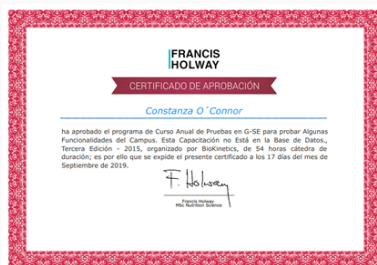 FRANCIS
HOLWAY
CERTIFICADO DE APROBACIÓN
Constanza O´Connor
ha aprobado el programa de Curso Anual de Pruebas en G-SE para probar Algunas
Funcionalidades del Campus. Esta Capacitación no Está en la Base de Datos.,
Tercera Edición - 2015, organizado por BioKinetics, de 54 horas cátedra de
duración; es por ello que se expide el presente certificado a los 17 días del mes de
Septiembre de 2019.
F. Holway
Francis Holway
MSc Nutrition Science